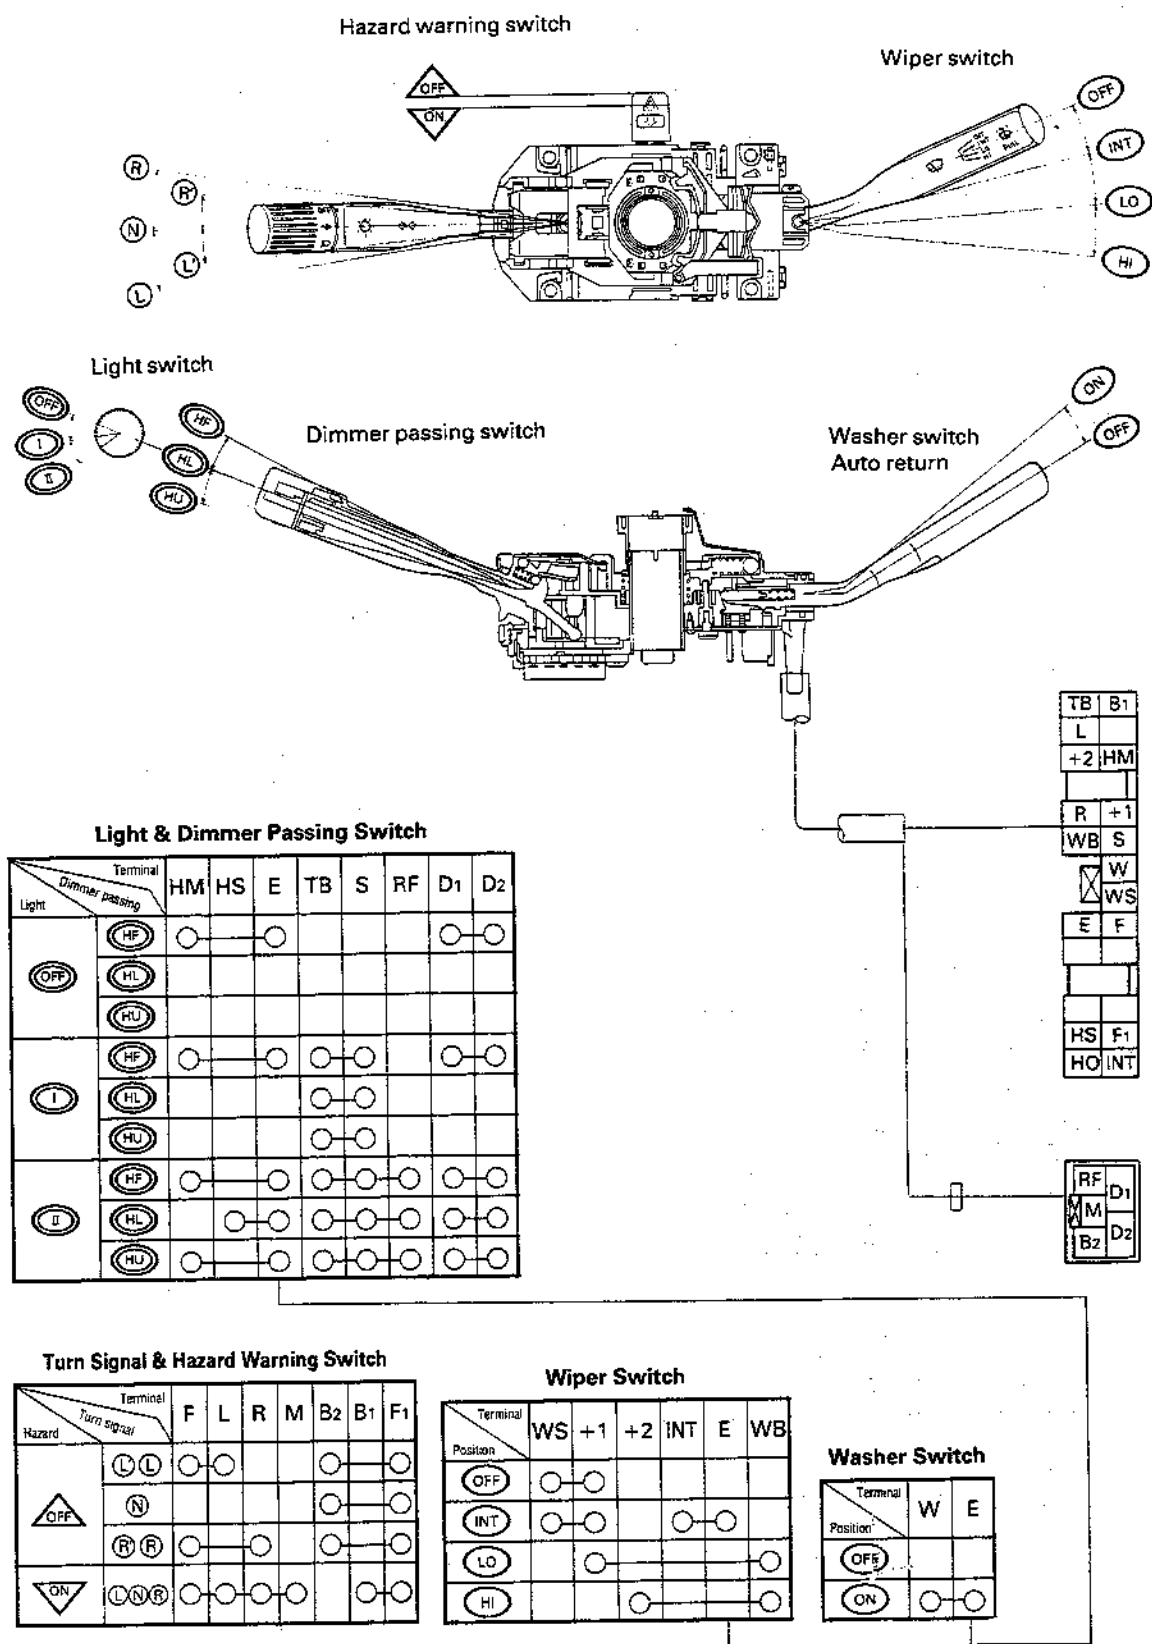 Hazard warning switch
Wiper switch
OFF
ON
OFF
INT
LO
HI
R
R'
N
L'
L
Light switch
OFF
I
II
HF
HL
HU
Dimmer passing switch
Washer switch
Auto return
ON
OFF
TB B1
L
+2 HM
R +1
WB S
W
WS
E F
HS F1
HO INT
RF D1
M
B2 D2
Light & Dimmer Passing Switch
Terminal
Dimmer passing
Light
HM HS E TB S RF D1 D2
HF
OFF HL
HU
HF
I HL
HU
HF
II HL
HU
Turn Signal & Hazard Warning Switch
Terminal
Turn signal
Hazard
F L R M B2 B1 F1
L' L
OFF N
R' R
ON L N R
Wiper Switch
Terminal
Position
WS +1 +2 INT E WB
OFF
INT
LO
HI
Washer Switch
Terminal
Position
W E
OFF
ON